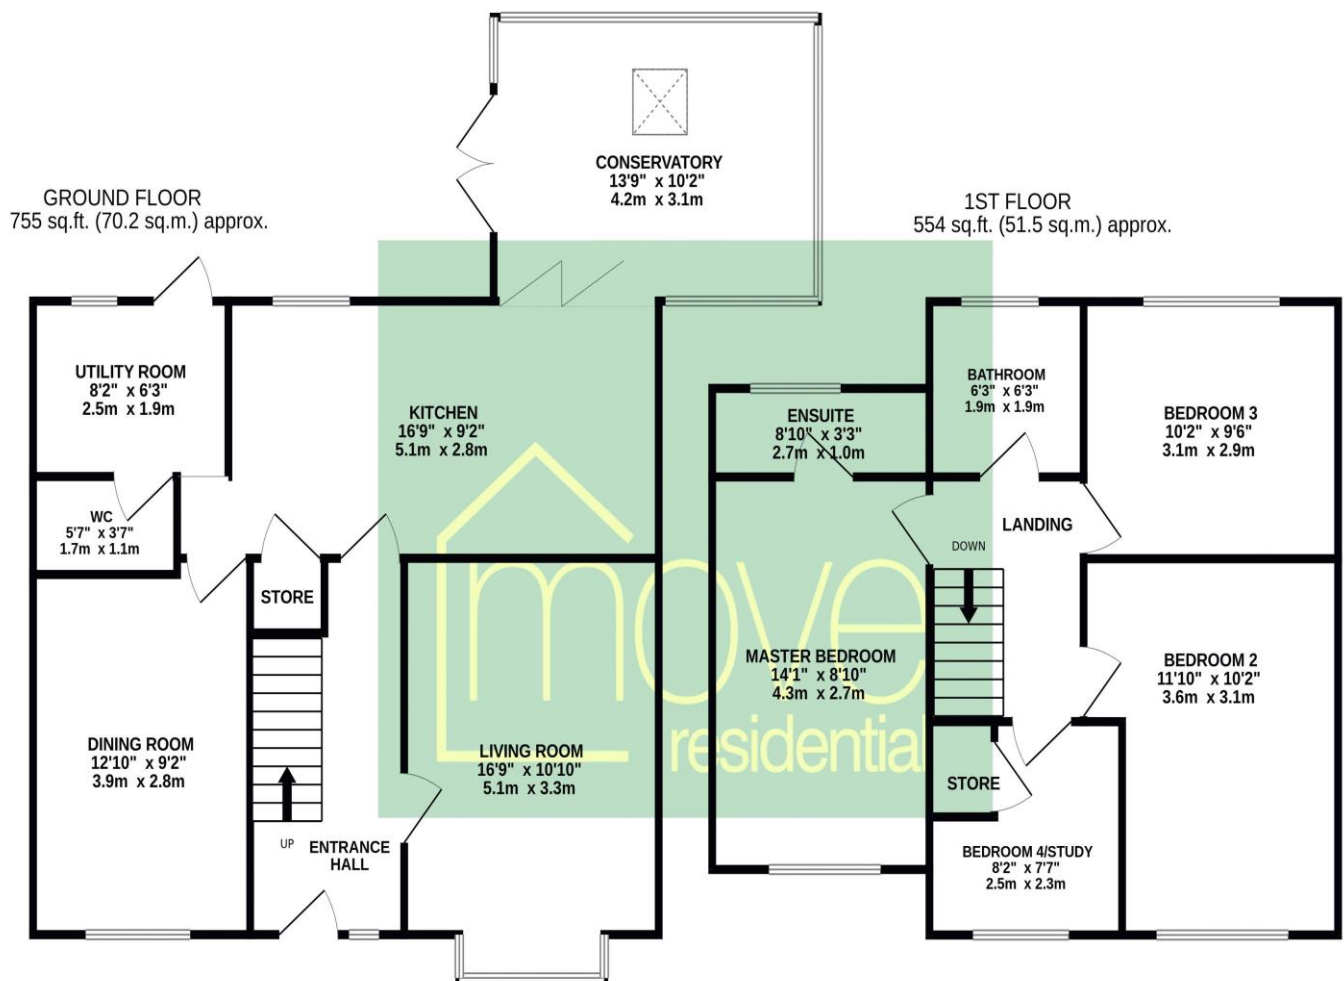 GROUND FLOOR
755 sq.ft. (70.2 sq.m.) approx.
CONSERVATORY
13'9" x 10'2"
4.2m x 3.1m
1ST FLOOR
554 sq.ft. (51.5 sq.m.) approx.
UTILITY ROOM
8'2" x 6'3"
2.5m x 1.9m
KITCHEN
16'9" x 9'2"
5.1m x 2.8m
WC
5'7" x 3'7"
1.7m x 1.1m
STORE
DINING ROOM
12'10" x 9'2"
3.9m x 2.8m
UP
ENTRANCE
HALL
LIVING ROOM
16'9" x 10'10"
5.1m x 3.3m
move
residential
ENSUITE
8'10" x 3'3"
2.7m x 1.0m
BATHROOM
6'3" x 6'3"
1.9m x 1.9m
BEDROOM 3
10'2" x 9'6"
3.1m x 2.9m
LANDING
DOWN
MASTER BEDROOM
14'1" x 8'10"
4.3m x 2.7m
BEDROOM 2
11'10" x 10'2"
3.6m x 3.1m
STORE
BEDROOM 4/STUDY
8'2" x 7'7"
2.5m x 2.3m